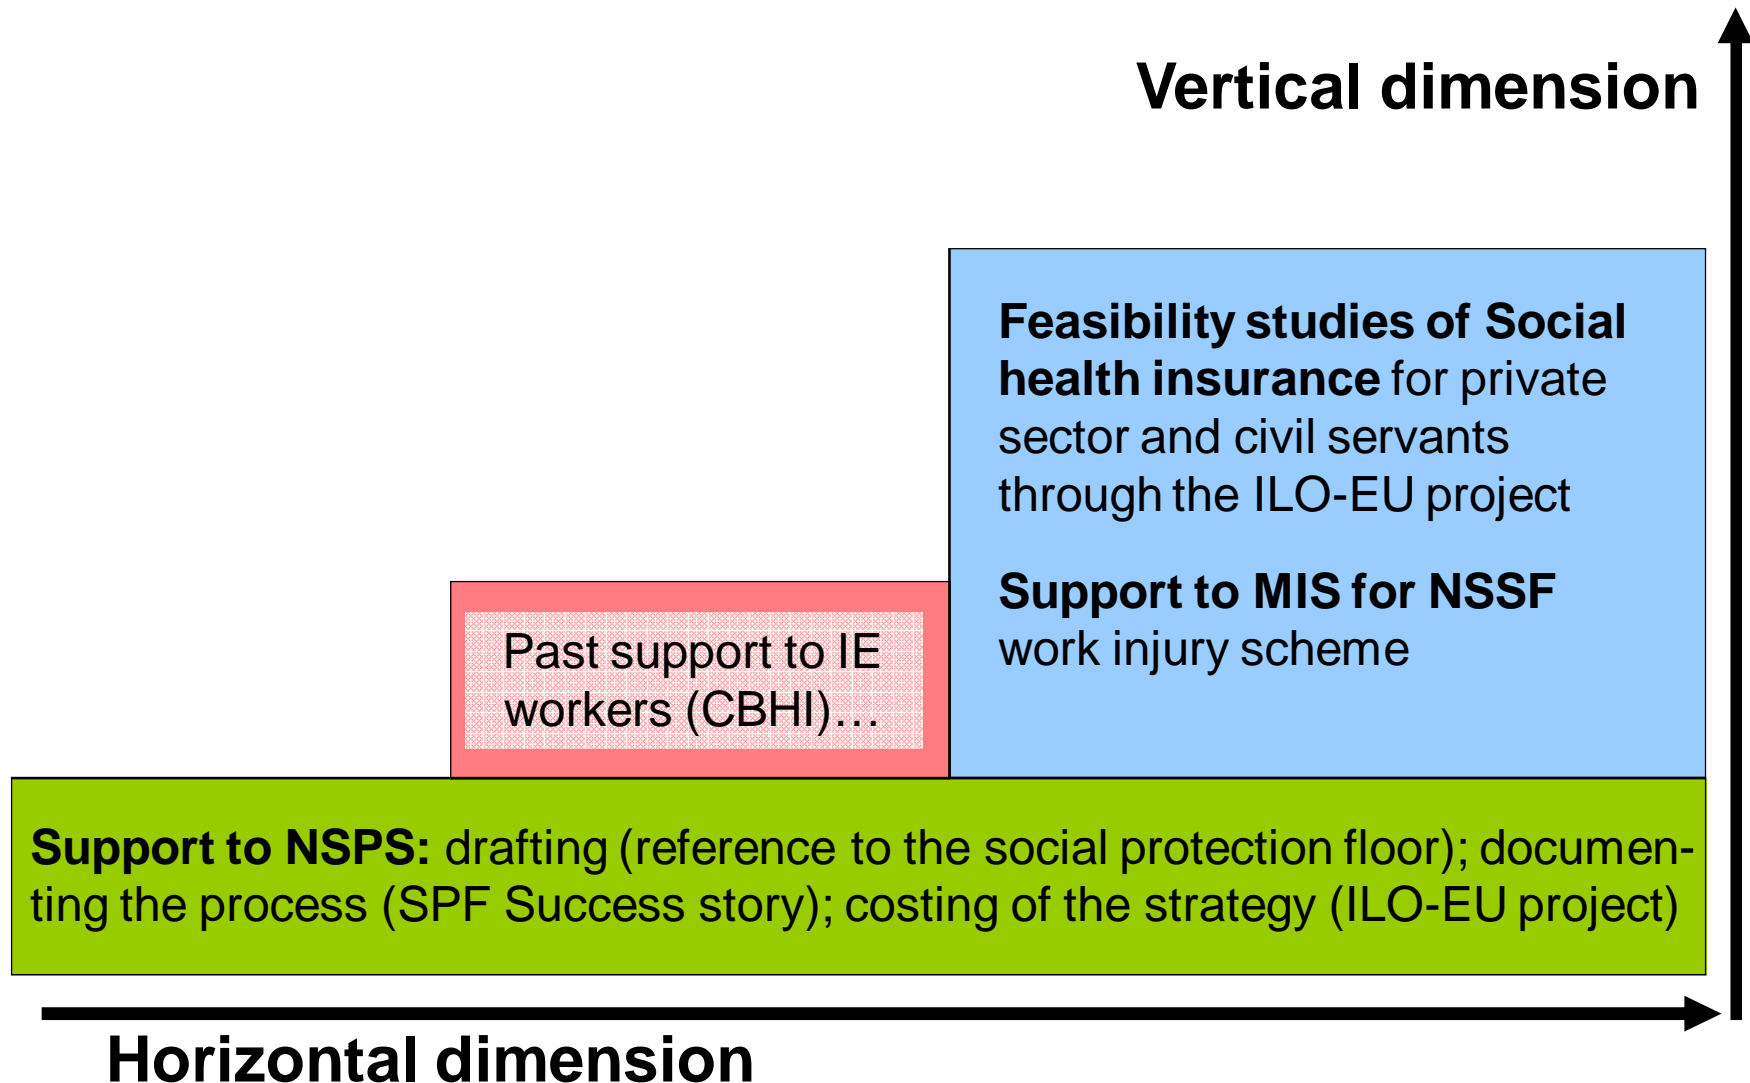 Vertical dimension
Feasibility studies of Social
health insurance for private
sector and civil servants
through the ILO-EU project
Support to MIS for NSSF
work injury scheme
Past support to IE
workers (CBHI)…
Support to NSPS: drafting (reference to the social protection floor); documen-
ting the process (SPF Success story); costing of the strategy (ILO-EU project)
Horizontal dimension